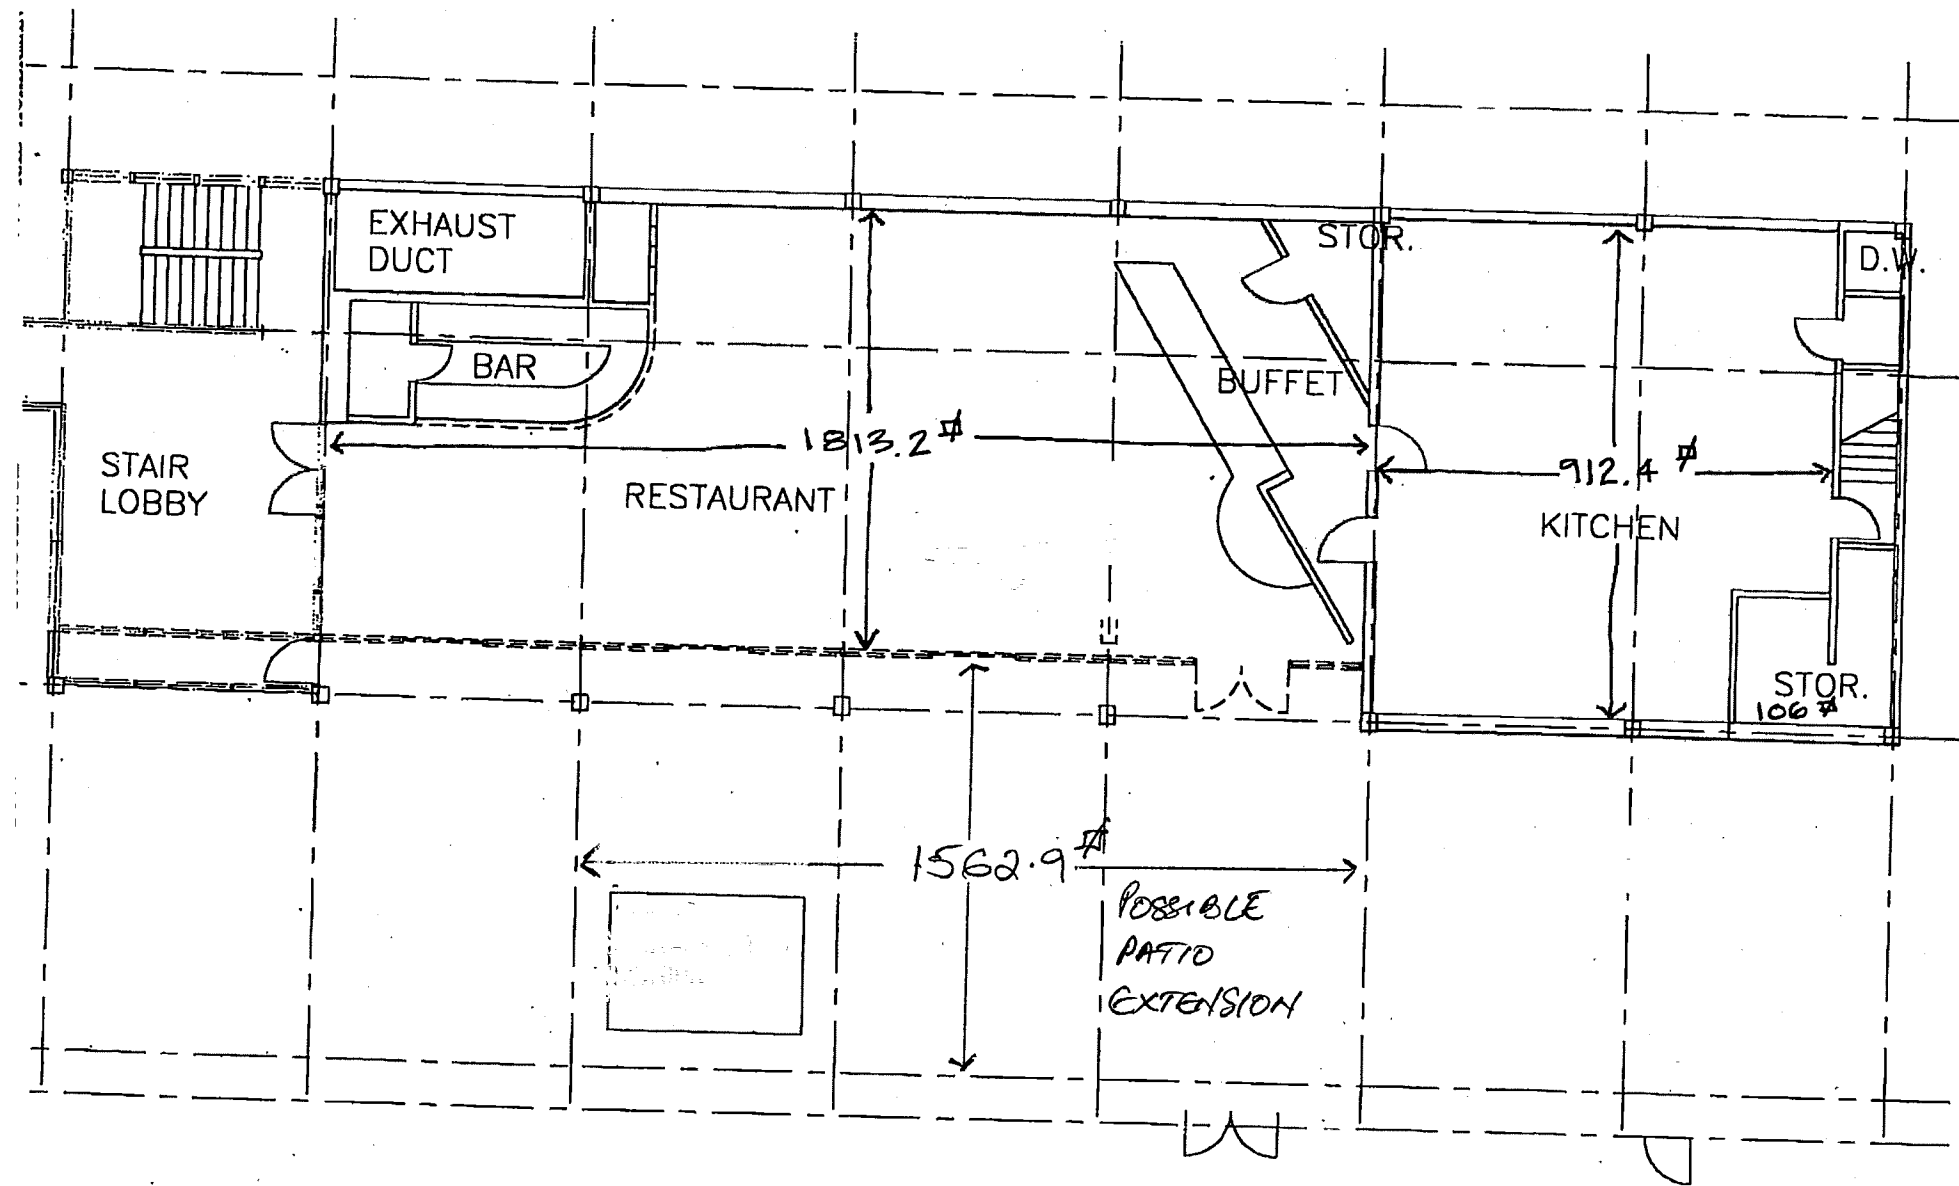 EXHAUST
DUCT
STOR.
D.W.
BAR
BUFFET
1813.2 ⏍
STAIR
LOBBY
RESTAURANT
912.4 ⏍
KITCHEN
STOR.
106 ⏍
1562.9 ⏍
POSSIBLE
PATIO
EXTENSION